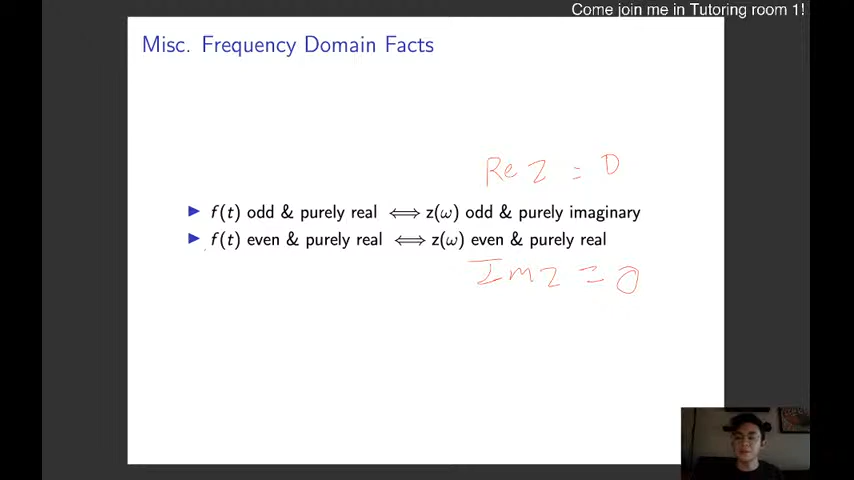 Come join me in Tutoring room 1!
Misc. Frequency Domain Facts
Re z = 0
▶ f(t) odd & purely real ⟺ z(ω) odd & purely imaginary
▶ f(t) even & purely real ⟺ z(ω) even & purely real
Im z = 0